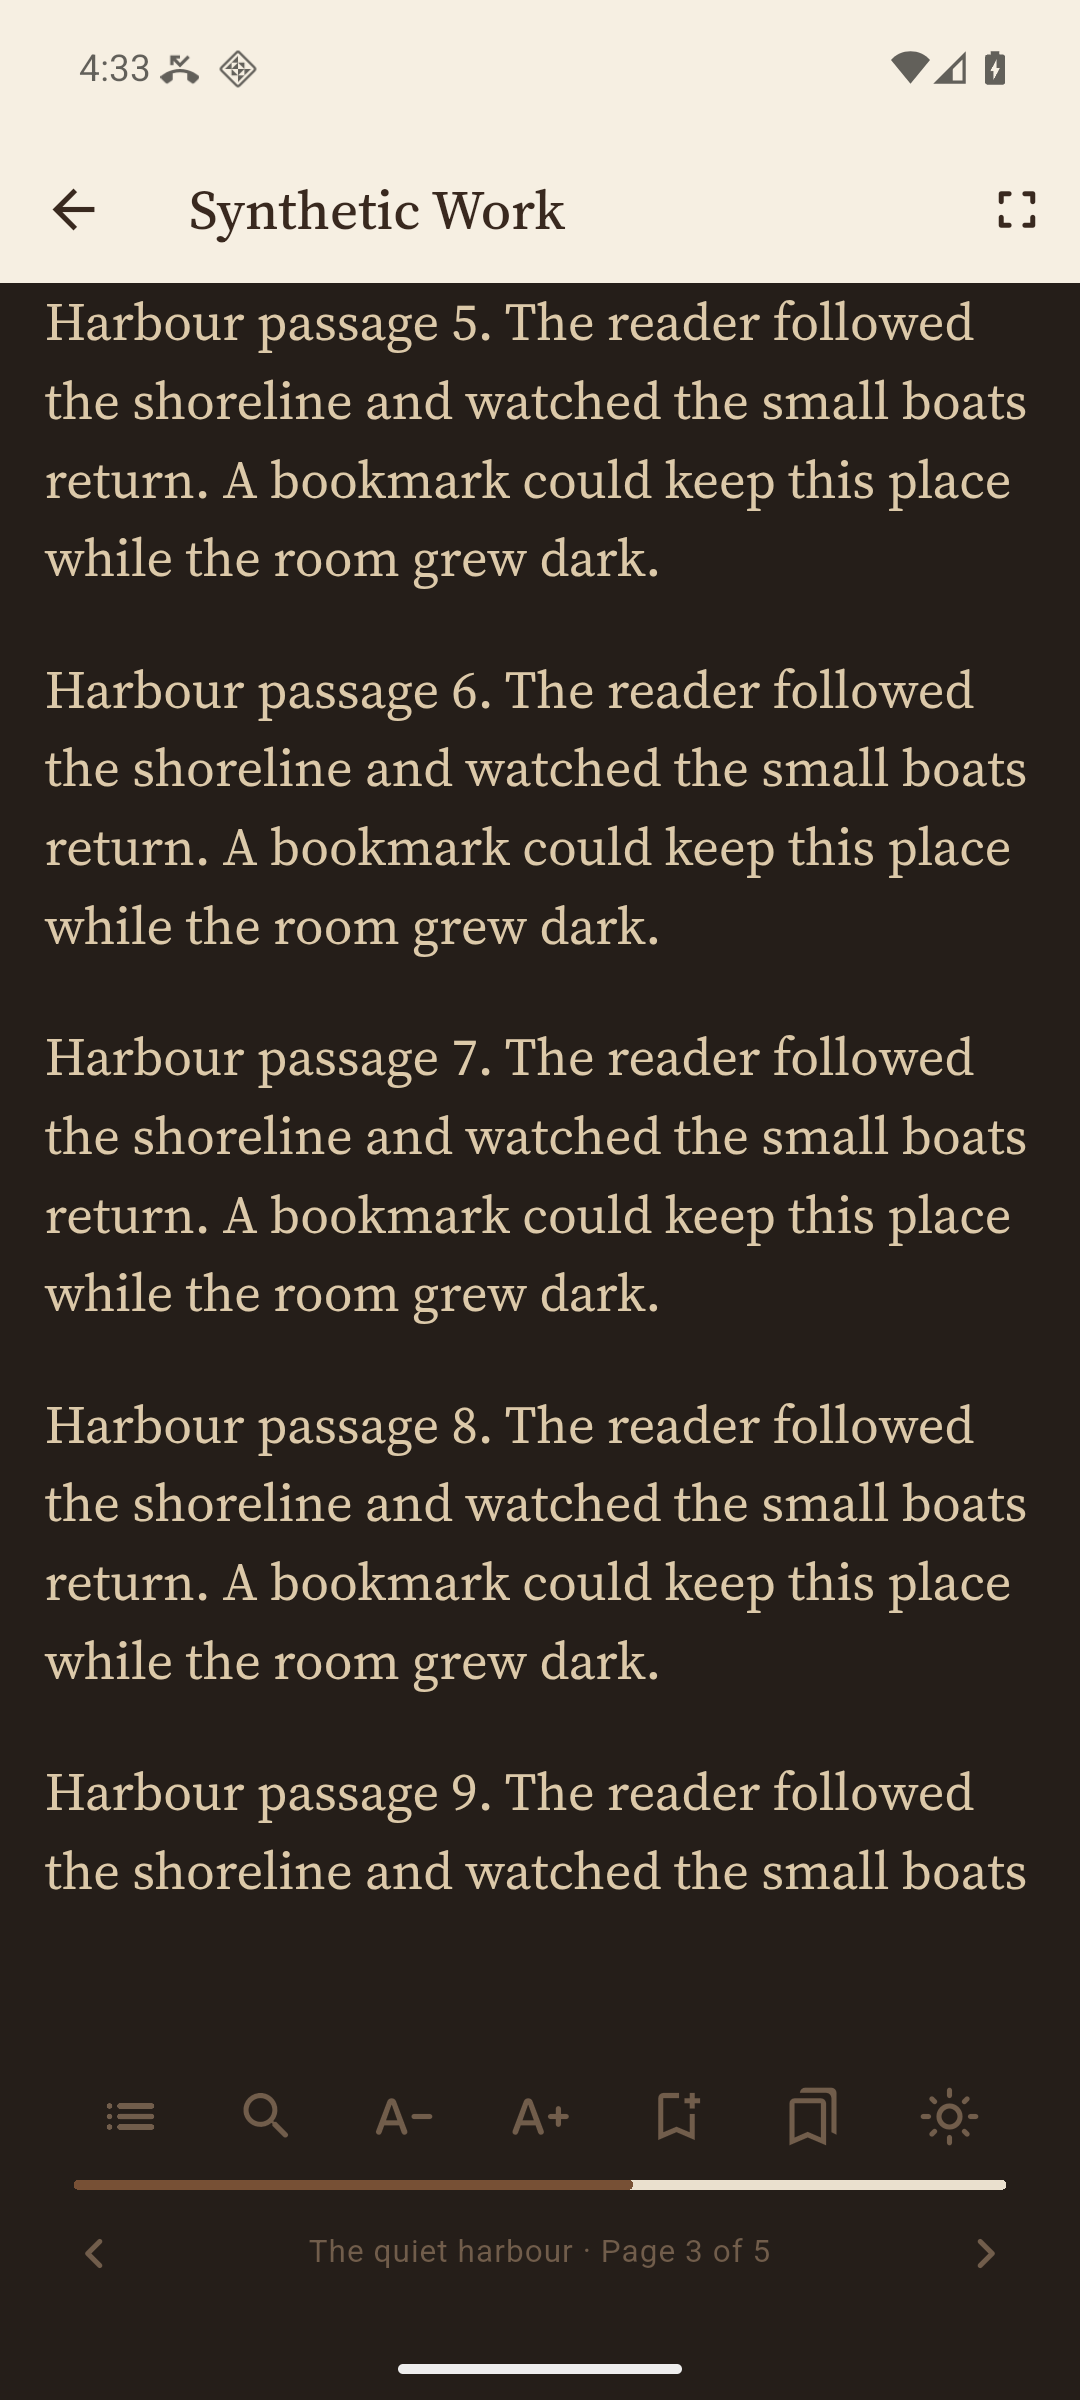 4:33
Synthetic Work
Harbour passage 5. The reader followed
the shoreline and watched the small boats
return. A bookmark could keep this place
while the room grew dark.
Harbour passage 6. The reader followed
the shoreline and watched the small boats
return. A bookmark could keep this place
while the room grew dark.
Harbour passage 7. The reader followed
the shoreline and watched the small boats
return. A bookmark could keep this place
while the room grew dark.
Harbour passage 8. The reader followed
the shoreline and watched the small boats
return. A bookmark could keep this place
while the room grew dark.
Harbour passage 9. The reader followed
the shoreline and watched the small boats
A− A+
The quiet harbour · Page 3 of 5